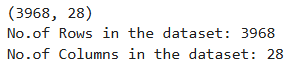 (3968, 28)
No.of Rows in the dataset: 3968
No.of Columns in the dataset: 28